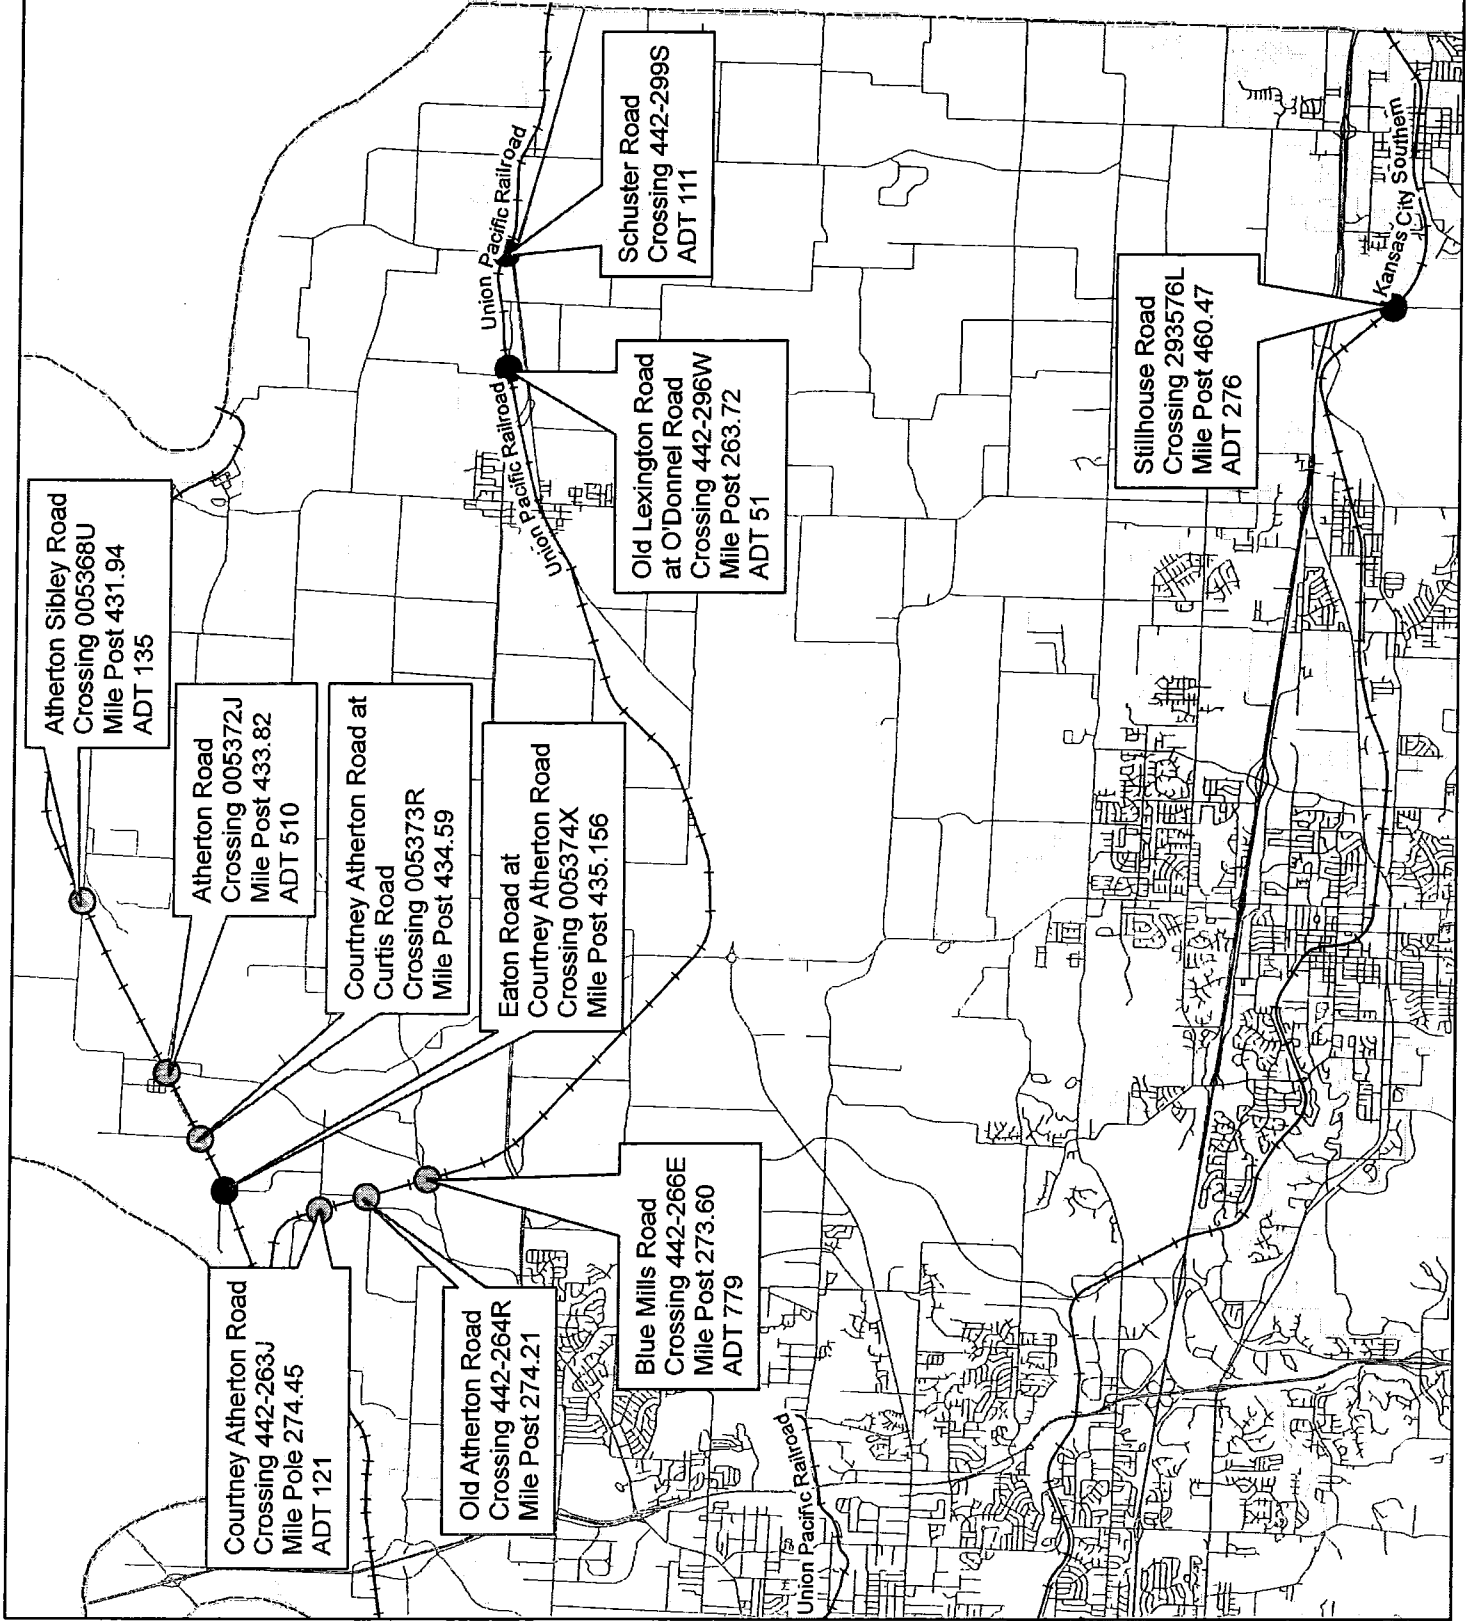 Atherton Sibley Road
Crossing 005368U
Mile Post 431.94
ADT 135
Atherton Road
Crossing 005372J
Mile Post 433.82
ADT 510
Courtney Atherton Road at
Curtis Road
Crossing 005373R
Mile Post 434.59
Eaton Road at
Courtney Atherton Road
Crossing 005374X
Mile Post 435.156
Courtney Atherton Road
Crossing 442-263J
Mile Pole 274.45
ADT 121
Old Atherton Road
Crossing 442-264R
Mile Post 274.21
Blue Mills Road
Crossing 442-266E
Mile Post 273.60
ADT 779
Union Pacific Railroad
Union Pacific Railroad
Schuster Road
Crossing 442-299S
ADT 111
Old Lexington Road
at O'Donnel Road
Crossing 442-296W
Mile Post 263.72
ADT 51
Union Pacific Railroad
Stillhouse Road
Crossing 293576L
Mile Post 460.47
ADT 276
Kansas City Southern